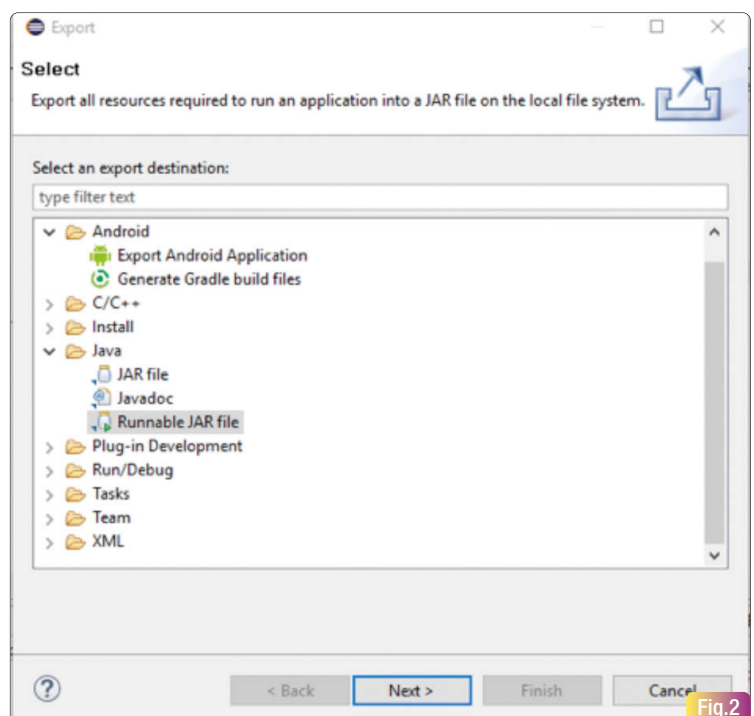 Export
Select
Export all resources required to run an application into a JAR file on the local file system.
Select an export destination:
type filter text
Android
Export Android Application
Generate Gradle build files
C/C++
Install
Java
JAR file
Javadoc
Runnable JAR file
Plug-in Development
Run/Debug
Tasks
Team
XML
?
< Back Next > Finish Cancel
Fig.2